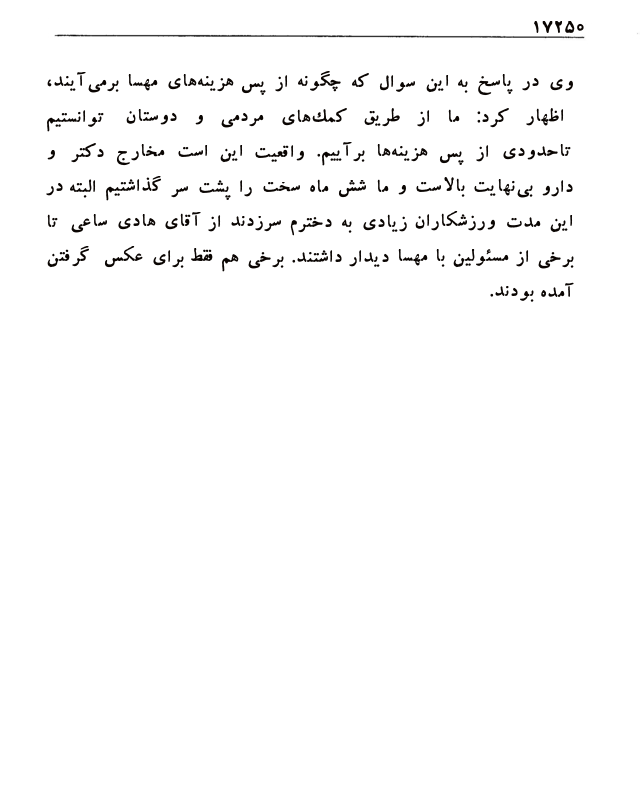 ۱۷۲۵۰
وی در پاسخ به این سوال که چگونه از پس هزینه‌های مهسا برمی‌آیند،
اظهار کرد: ما از طریق کمك‌های مردمی و دوستان توانستیم
تاحدودی از پس هزینه‌ها برآییم. واقعیت این است مخارج دکتر و
دارو بی‌نهایت بالاست و ما شش ماه سخت را پشت سر گذاشتیم البته در
این مدت ورزشکاران زیادی به دخترم سرزدند از آقای هادی ساعی تا
برخی از مسئولین با مهسا دیدار داشتند. برخی هم فقط برای عکس گرفتن
آمده بودند.